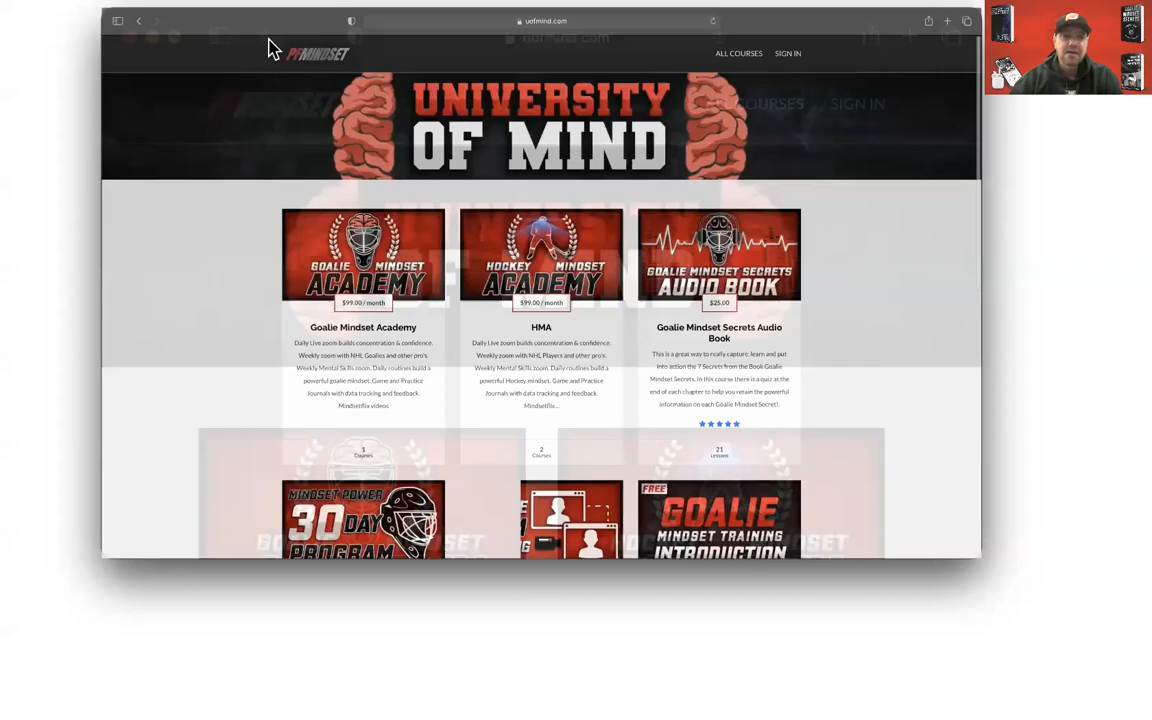 uofmind.com
PFMINDSET
ALL COURSES SIGN IN
UNIVERSITY
OF MIND
GOALIE MINDSET
ACADEMY
$99.00 / month
Goalie Mindset Academy
Daily Live zoom builds concentration & confidence.
Weekly zoom with NHL Goalies and other pro's.
Weekly Mental Skills zoom. Daily routines build a
powerful goalie mindset. Game and Practice
Journals with data tracking and feedback.
Mindsetflix videos
1
Courses
HOCKEY MINDSET
ACADEMY
$99.00 / month
HMA
Daily Live zoom builds concentration & confidence.
Weekly zoom with NHL Players and other pro's.
Weekly Mental Skills zoom. Daily routines build a
powerful Hockey mindset. Game and Practice
Journals with data tracking and feedback.
Mindsetflix...
2
Courses
GOALIE MINDSET SECRETS
AUDIO BOOK
$25.00
Goalie Mindset Secrets Audio
Book
This is a great way to really capture, learn and put
into action the 7 Secrets from the Book Goalie
Mindset Secrets. In this course there is a quiz at the
end of each chapter to help you retain the powerful
information on each Goalie Mindset Secret!.
21
Lessons
MINDSET POWER
30 DAY
PROGRAM
FREE
GOALIE
MINDSET TRAINING
INTRODUCTION